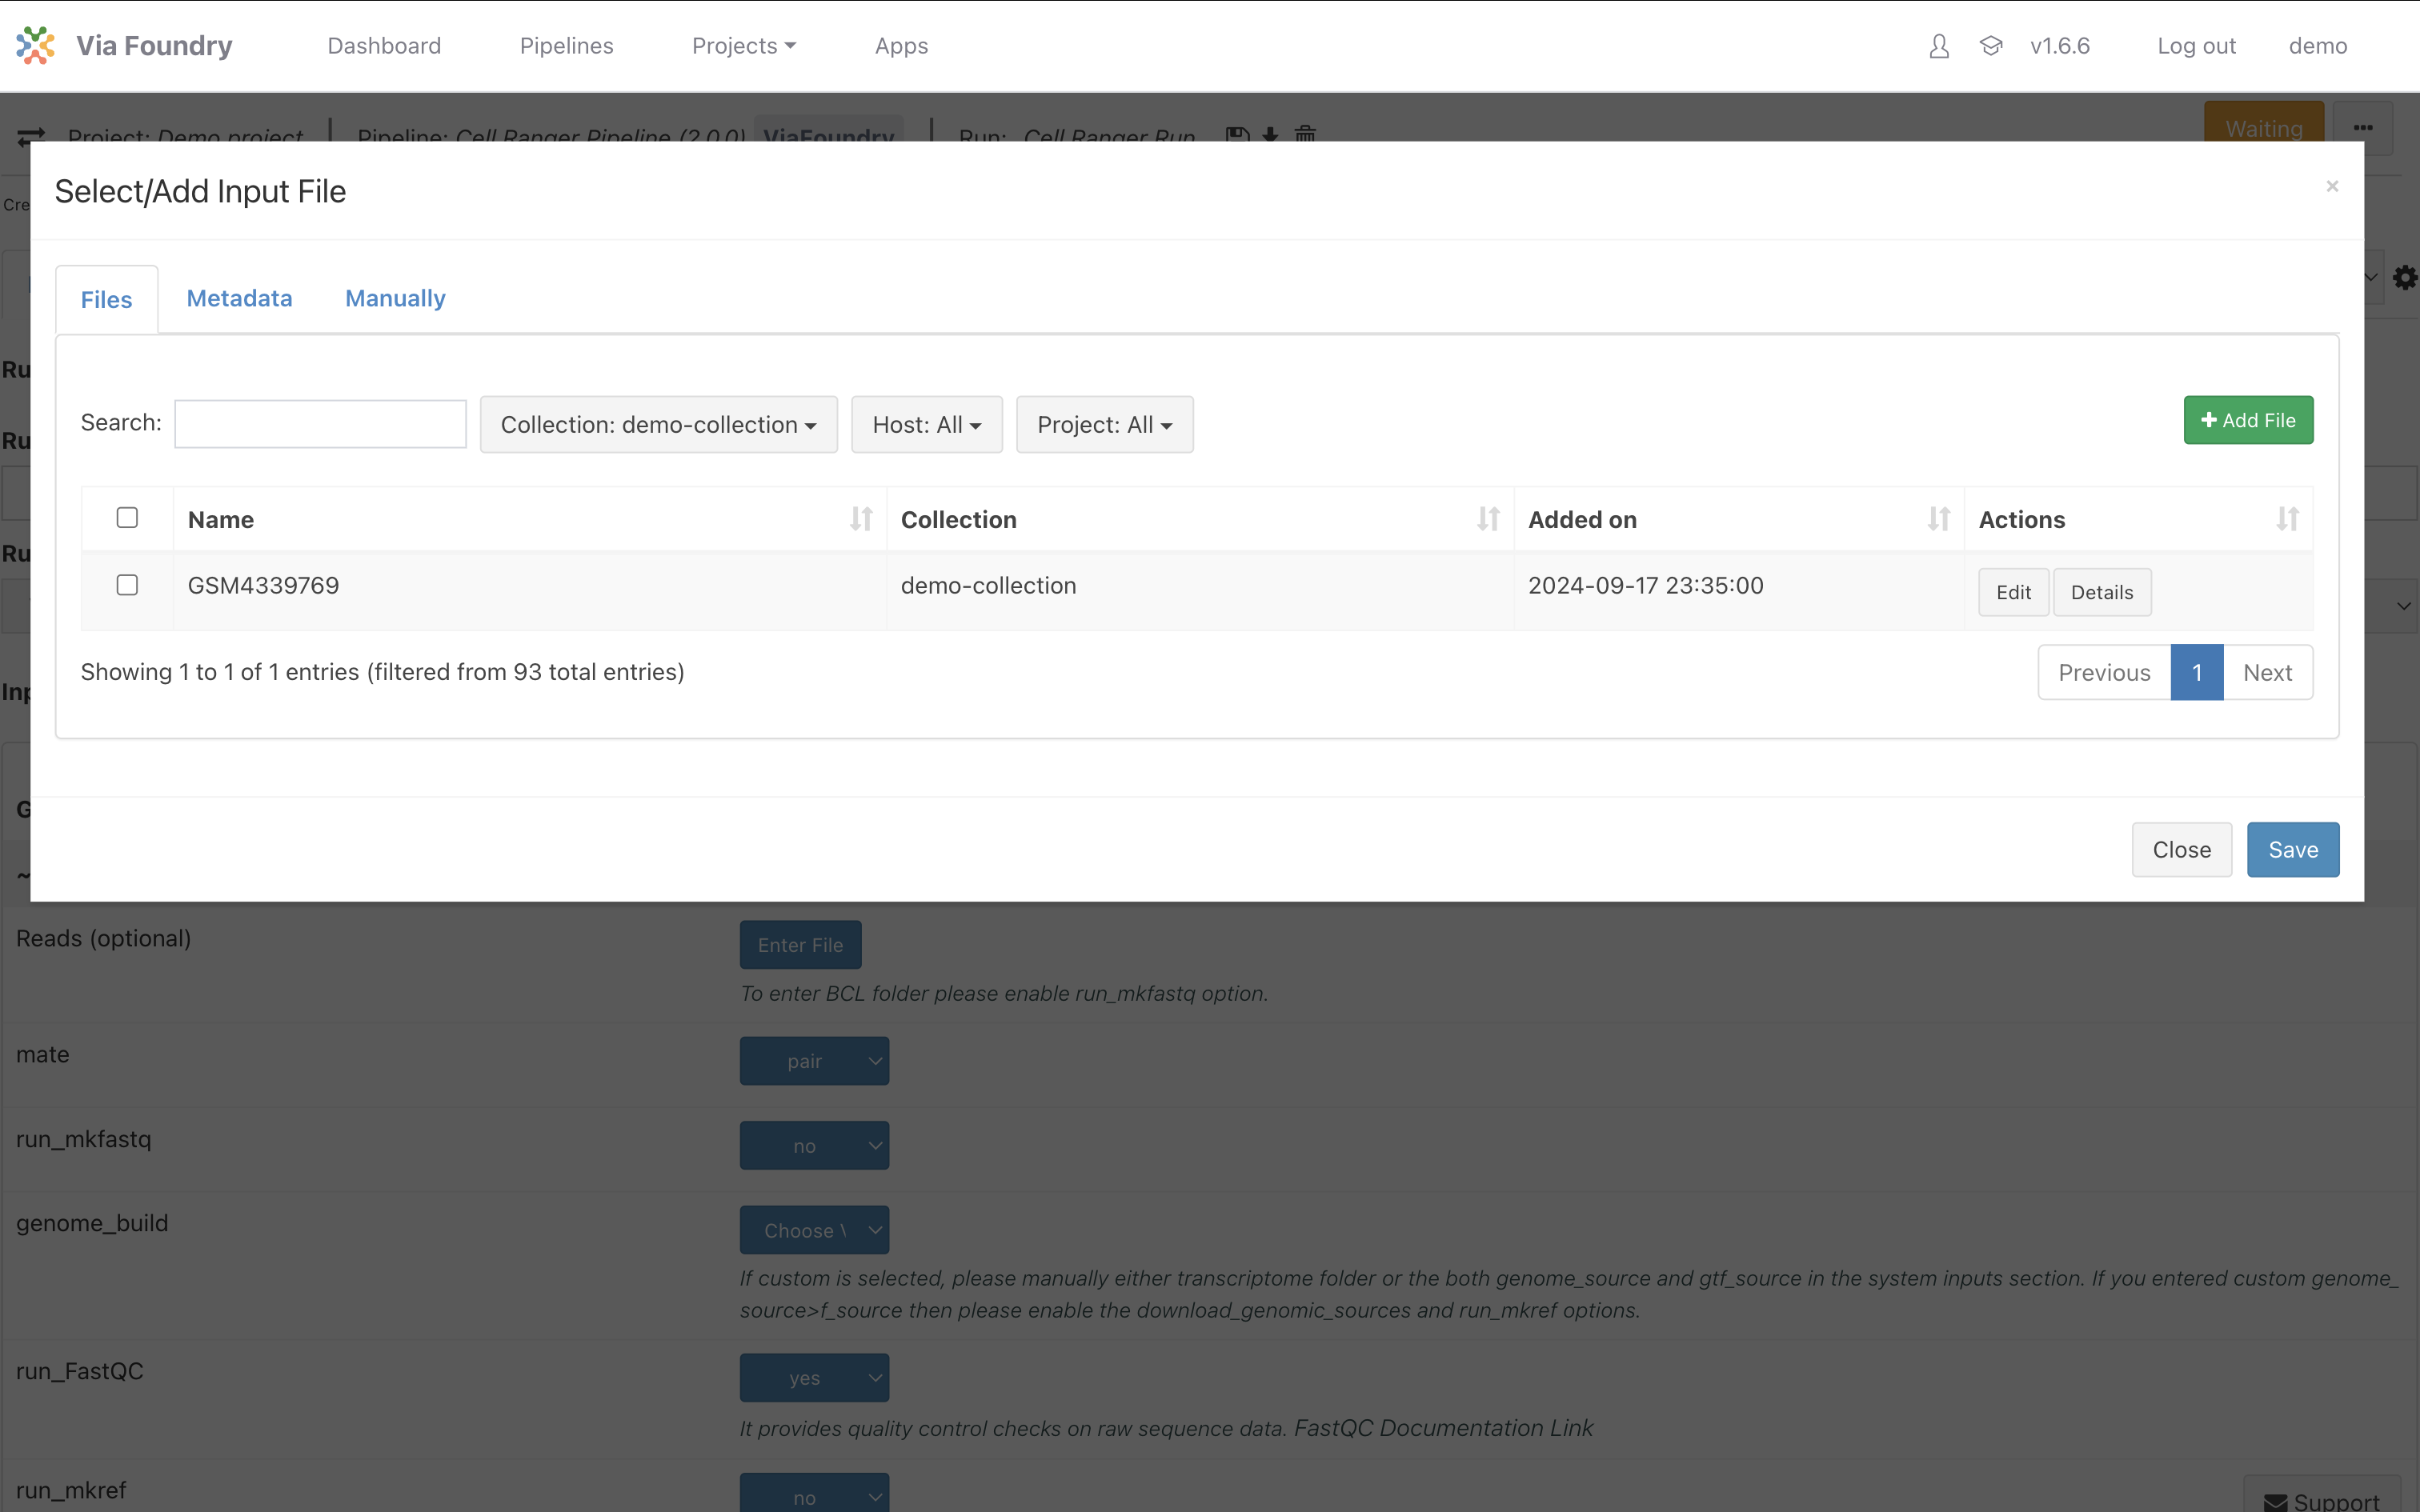 Via Foundry Dashboard Pipelines Projects Apps v1.6.6 Log out demo
Project: Demo project Pipeline: Cell Ranger Pipeline (2.0.0) ViaFoundry Run: Cell Ranger Run Waiting
Select/Add Input File ×
Cre
Files Metadata Manually
Ru
Search: Collection: demo-collection Host: All Project: All + Add File
Ru
Name Collection Added on Actions
Ru
GSM4339769 demo-collection 2024-09-17 23:35:00 Edit Details
Showing 1 to 1 of 1 entries (filtered from 93 total entries) Previous 1 Next
Inp
G
Close Save
~
Reads (optional) Enter File
To enter BCL folder please enable run_mkfastq option.
mate pair
run_mkfastq no
genome_build Choose \
If custom is selected, please manually either transcriptome folder or the both genome_source and gtf_source in the system inputs section. If you entered custom genome_
source>f_source then please enable the download_genomic_sources and run_mkref options.
run_FastQC yes
It provides quality control checks on raw sequence data. FastQC Documentation Link
run_mkref no
Support